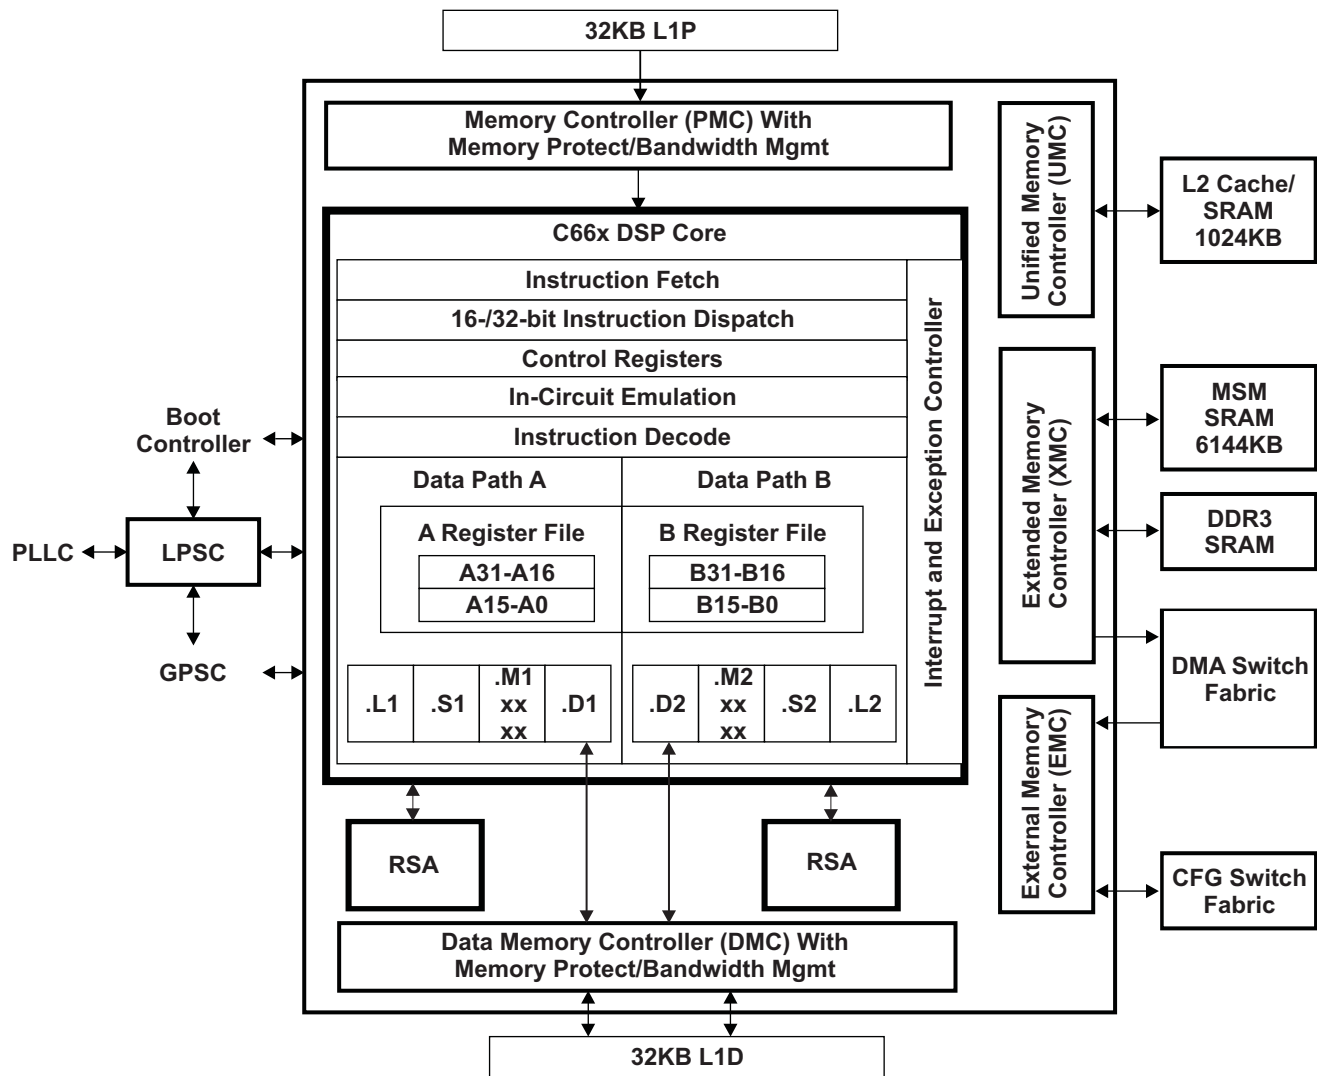 32KB L1P
Memory Controller (PMC) With
Memory Protect/Bandwidth Mgmt
C66x DSP Core
Instruction Fetch
16-/32-bit Instruction Dispatch
Control Registers
In-Circuit Emulation
Instruction Decode
Interrupt and Exception Controller
Data Path A
Data Path B
A Register File
A31-A16
A15-A0
B Register File
B31-B16
B15-B0
.L1
.S1
.M1
xx
xx
.D1
.D2
.M2
xx
xx
.S2
.L2
RSA
RSA
Data Memory Controller (DMC) With
Memory Protect/Bandwidth Mgmt
32KB L1D
Boot
Controller
PLLC
LPSC
GPSC
Unified Memory
Controller (UMC)
Extended Memory
Controller (XMC)
External Memory
Controller (EMC)
L2 Cache/
SRAM
1024KB
MSM
SRAM
6144KB
DDR3
SRAM
DMA Switch
Fabric
CFG Switch
Fabric